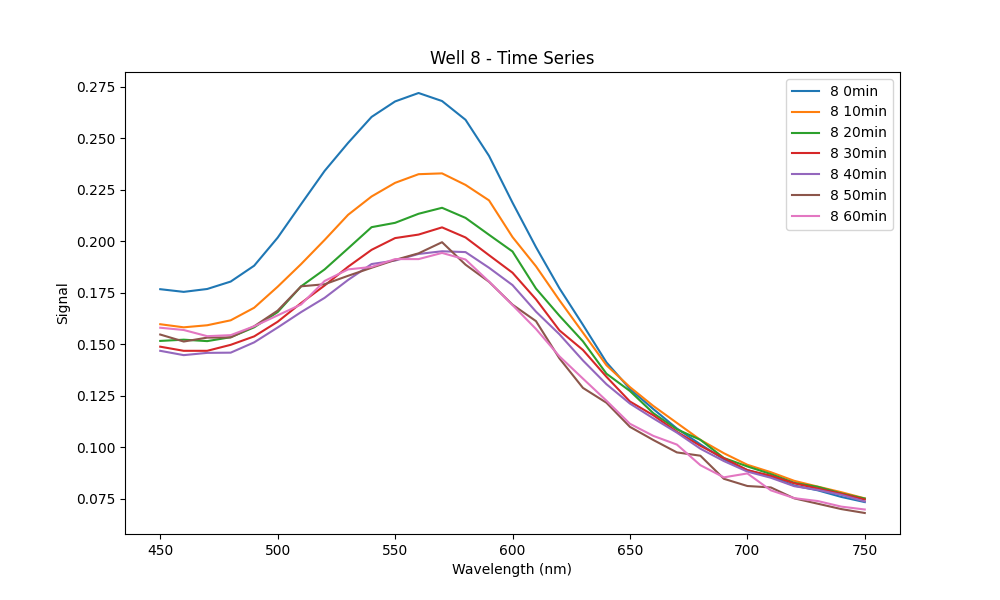 Well 8 - Time Series
Signal
0.275
0.250
0.225
0.200
0.175
0.150
0.125
0.100
0.075
8 0min
8 10min
8 20min
8 30min
8 40min
8 50min
8 60min
450 500 550 600 650 700 750
Wavelength (nm)